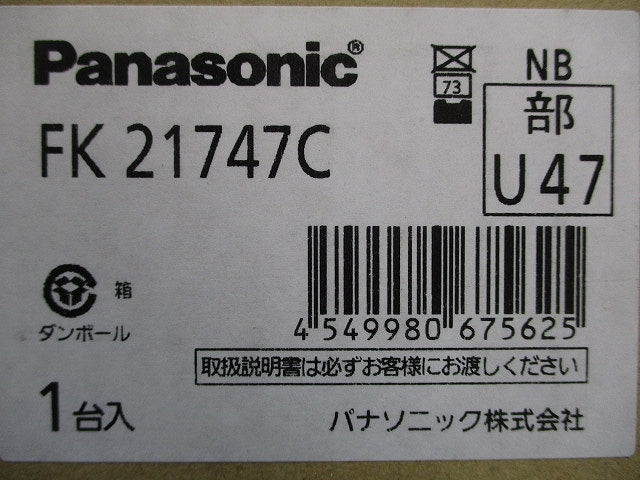 Panasonic®
NB
73
部
FK 21747C
U 47
箱
ダンボール
4 549980 675625
取扱説明書は必ずお客様にお渡しください
1台入
パナソニック株式会社